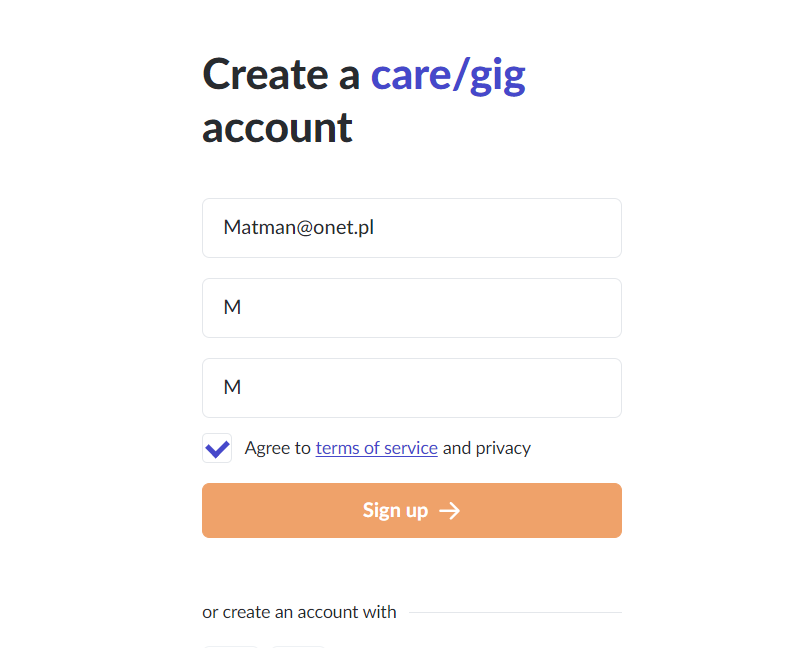 Create a care/gig
account
Matman@onet.pl
M
M
Agree to terms of service and privacy
Sign up →
or create an account with